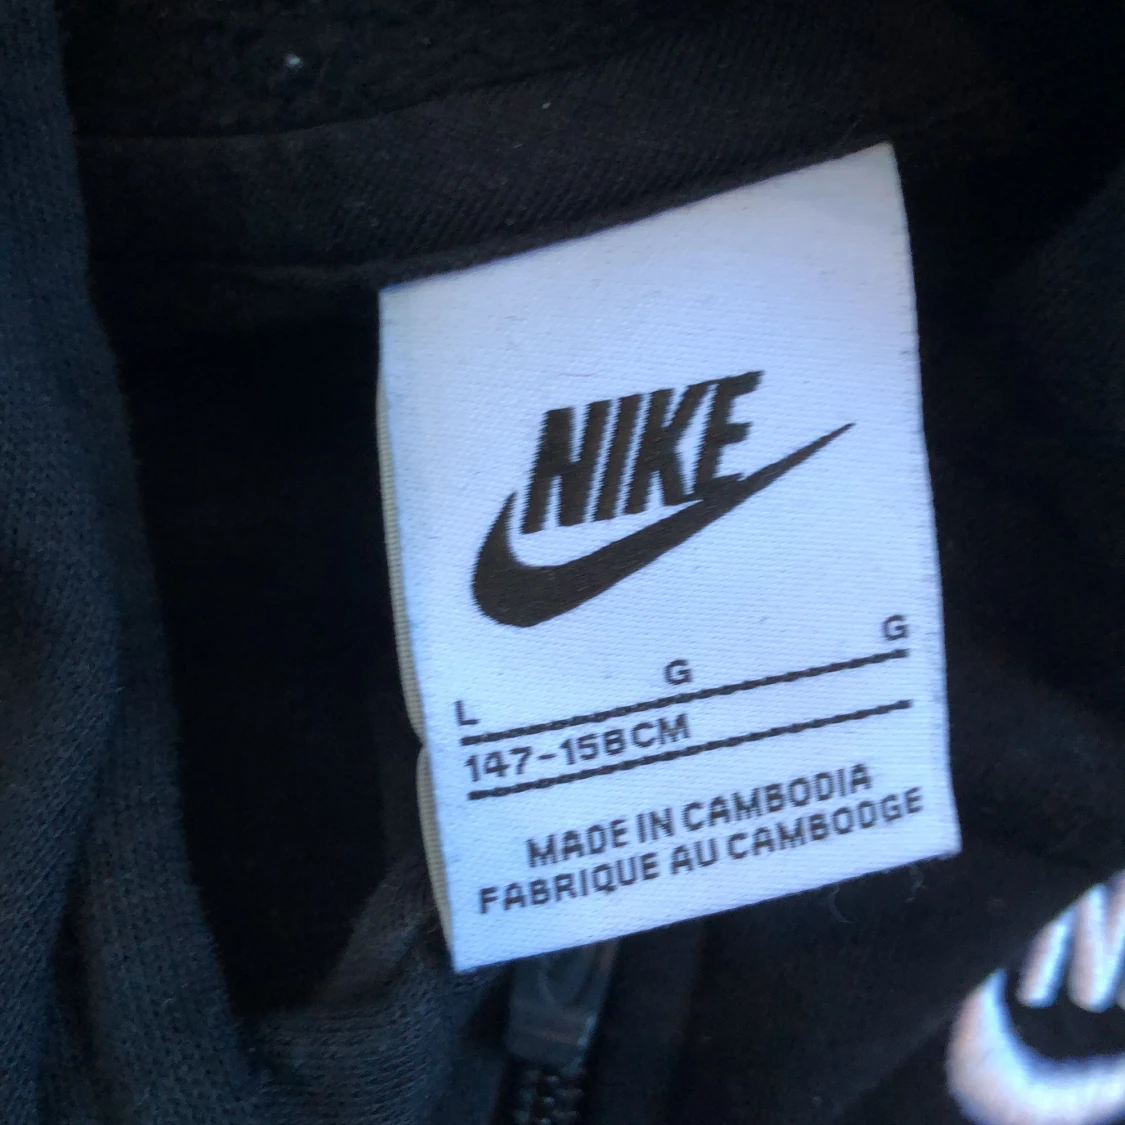 NIKE
L G G
147-158CM
MADE IN CAMBODIA
FABRIQUE AU CAMBODGE